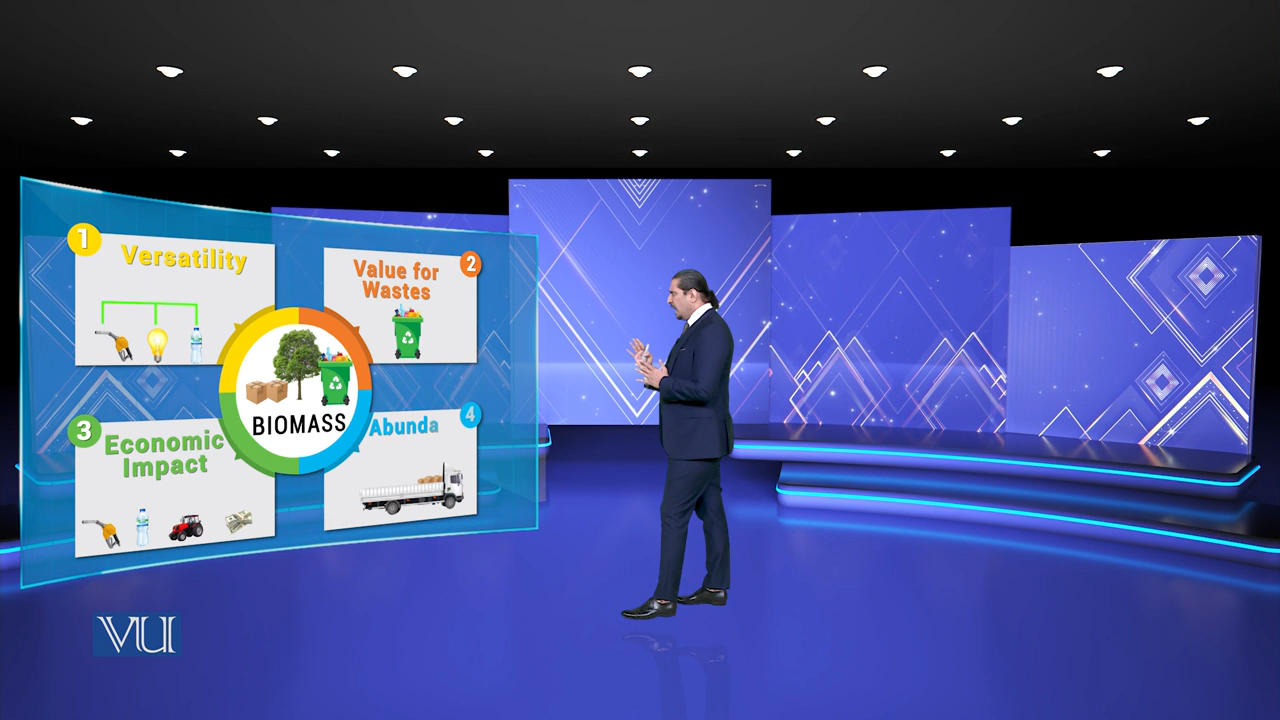 1
Versatility
2
Value for
Wastes
BIOMASS
3
Economic
Impact
4
Abunda
VU